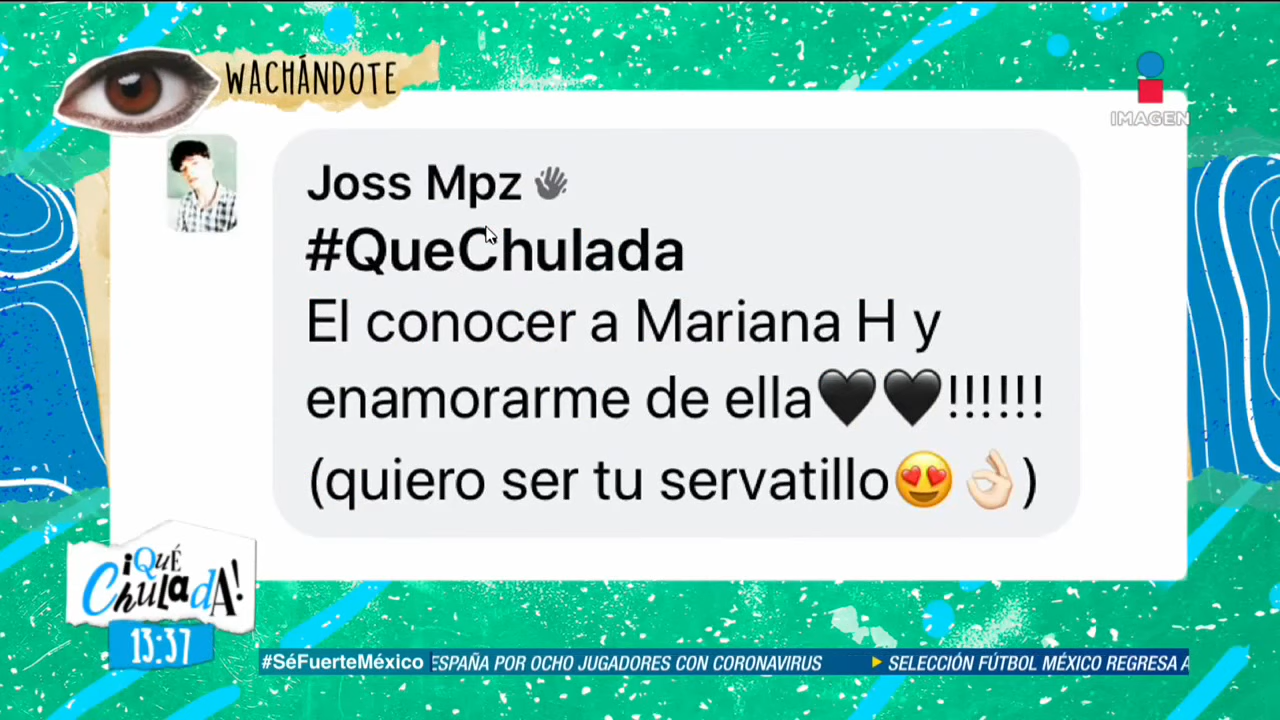 WACHÁNDOTE
IMAGEN
Joss Mpz 👋
#QueChulada
El conocer a Mariana H y
enamorarme de ella🖤🖤!!!!!!
(quiero ser tu servatillo😍👌🏻)
¡QuÉ
ChuLadA!
13:37
#SéFuerteMéxico ESPAÑA POR OCHO JUGADORES CON CORONAVIRUS ▶ SELECCIÓN FÚTBOL MÉXICO REGRESA A